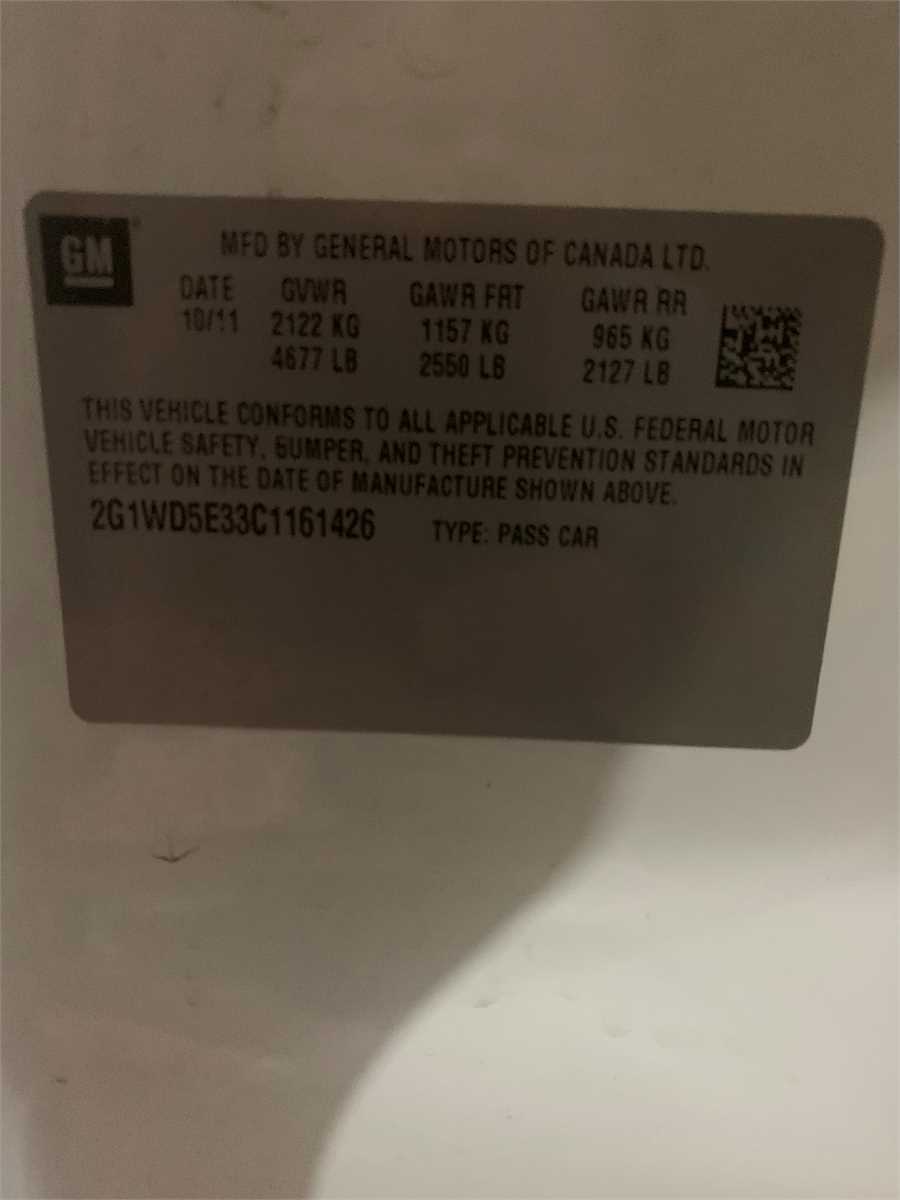 GM
MFD BY GENERAL MOTORS OF CANADA LTD.
DATE GVWR GAWR FRT GAWR RR
10/11 2122 KG 1157 KG 965 KG
4677 LB 2550 LB 2127 LB
THIS VEHICLE CONFORMS TO ALL APPLICABLE U.S. FEDERAL MOTOR
VEHICLE SAFETY, BUMPER, AND THEFT PREVENTION STANDARDS IN
EFFECT ON THE DATE OF MANUFACTURE SHOWN ABOVE.
2G1WD5E33C1161426 TYPE: PASS CAR